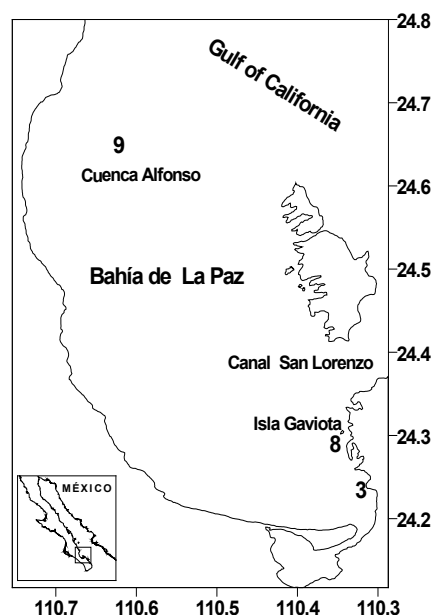 24.8
Gulf of California
24.7
9
Cuenca Alfonso
24.6
Bahía de La Paz
24.5
24.4
Canal San Lorenzo
Isla Gaviota
24.3
8
3
MÉXICO
24.2
110.7 110.6 110.5 110.4 110.3